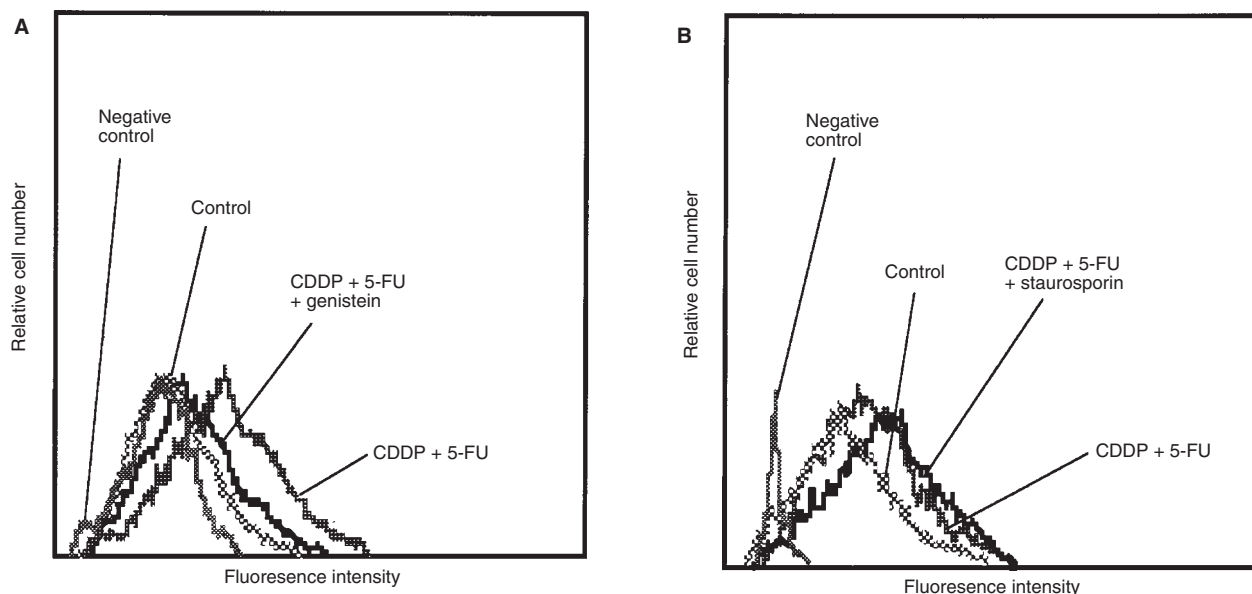 A
Negative
control
Control
CDDP + 5-FU
+ genistein
CDDP + 5-FU
Relative cell number
Fluoresence intensity
B
Negative
control
Control
CDDP + 5-FU
+ staurosporin
CDDP + 5-FU
Relative cell number
Fluoresence intensity